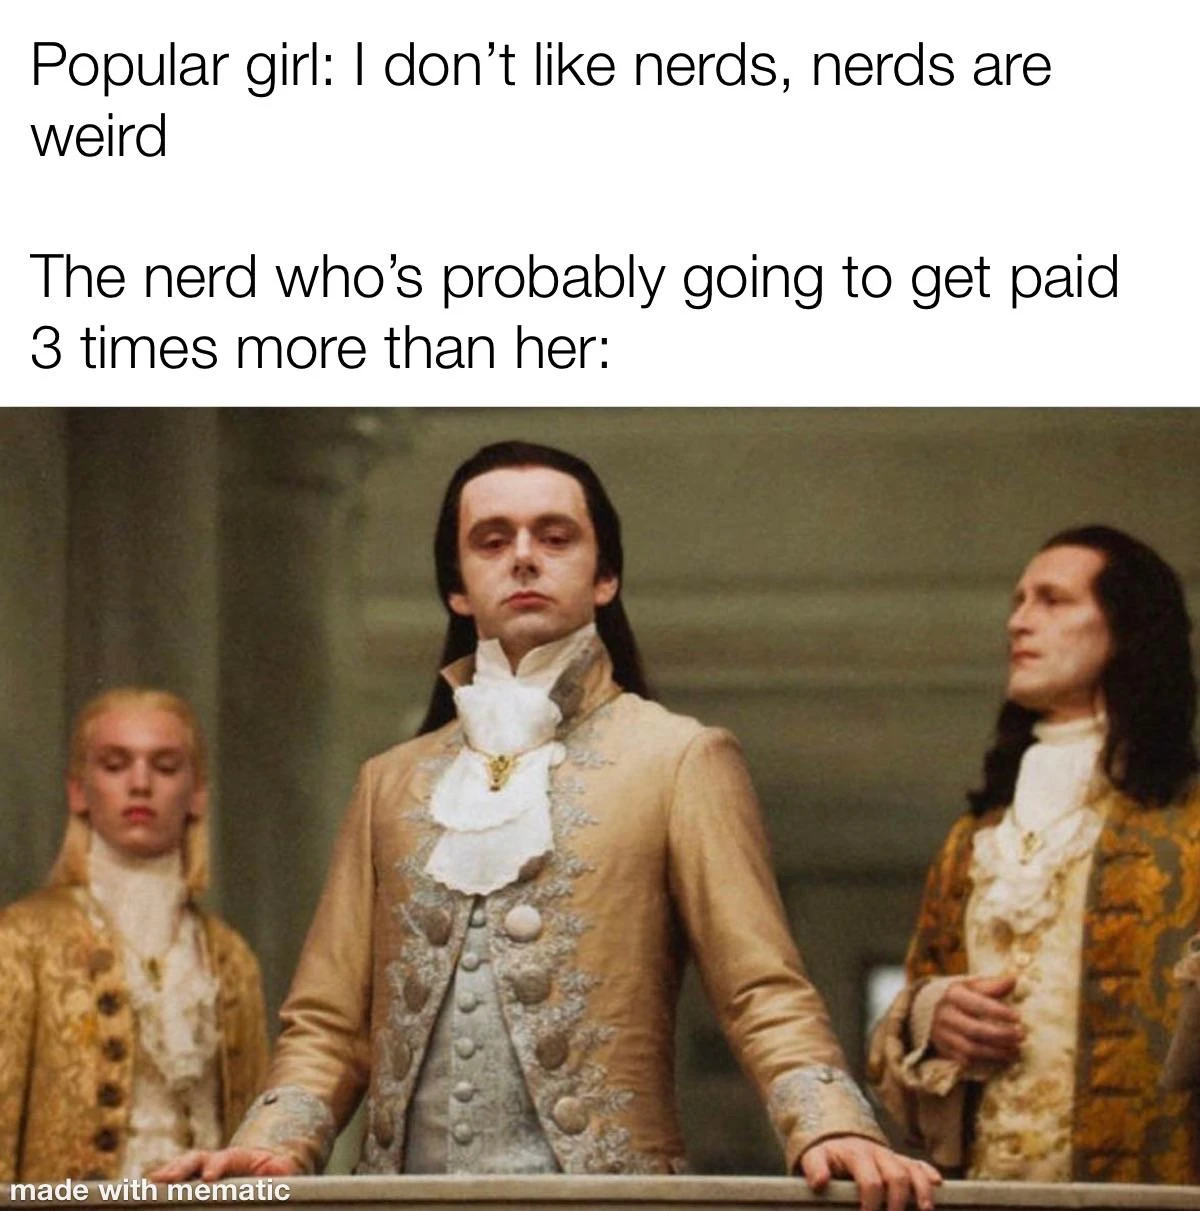 Popular girl: I don’t like nerds, nerds are
weird
The nerd who’s probably going to get paid
3 times more than her:
made with mematic